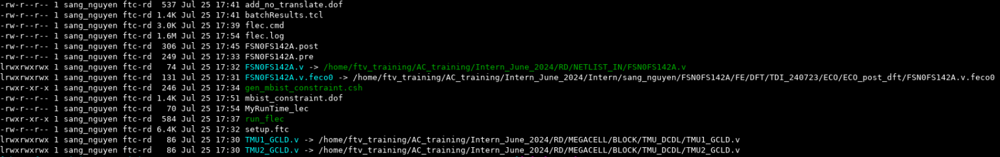 -rw-r--r-- 1 sang_nguyen ftc-rd  537 Jul 25 17:41 add_no_translate.dof
-rw-r--r-- 1 sang_nguyen ftc-rd 1.4K Jul 25 17:41 batchResults.tcl
-rw-r--r-- 1 sang_nguyen ftc-rd 3.0K Jul 25 17:39 flec.cmd
-rw-r--r-- 1 sang_nguyen ftc-rd 1.6M Jul 25 17:54 flec.log
-rw-r--r-- 1 sang_nguyen ftc-rd  306 Jul 25 17:45 FSN0FS142A.post
-rw-r--r-- 1 sang_nguyen ftc-rd  249 Jul 25 17:33 FSN0FS142A.pre
lrwxrwxrwx 1 sang_nguyen ftc-rd   74 Jul 25 17:32 FSN0FS142A.v -> /home/ftv_training/AC_training/Intern_June_2024/RD/NETLIST_IN/FSN0FS142A.v
lrwxrwxrwx 1 sang_nguyen ftc-rd  131 Jul 25 17:31 FSN0FS142A.v.feco0 -> /home/ftv_training/AC_training/Intern_June_2024/Intern/sang_nguyen/FSN0FS142A/FE/DFT/TDI_240723/ECO/ECO_post_dft/FSN0FS142A.v.feco0
-rwxr-xr-x 1 sang_nguyen ftc-rd  246 Jul 25 17:34 gen_mbist_constraint.csh
-rw-r--r-- 1 sang_nguyen ftc-rd 1.4K Jul 25 17:51 mbist_constraint.dof
-rw-r--r-- 1 sang_nguyen ftc-rd   70 Jul 25 17:54 MyRunTime_lec
-rwxr-xr-x 1 sang_nguyen ftc-rd  584 Jul 25 17:37 run_flec
-rw-r--r-- 1 sang_nguyen ftc-rd 6.4K Jul 25 17:32 setup.ftc
lrwxrwxrwx 1 sang_nguyen ftc-rd   86 Jul 25 17:30 TMU1_GCLD.v -> /home/ftv_training/AC_training/Intern_June_2024/RD/MEGACELL/BLOCK/TMU_DCDL/TMU1_GCLD.v
lrwxrwxrwx 1 sang_nguyen ftc-rd   86 Jul 25 17:30 TMU2_GCLD.v -> /home/ftv_training/AC_training/Intern_June_2024/RD/MEGACELL/BLOCK/TMU_DCDL/TMU2_GCLD.v